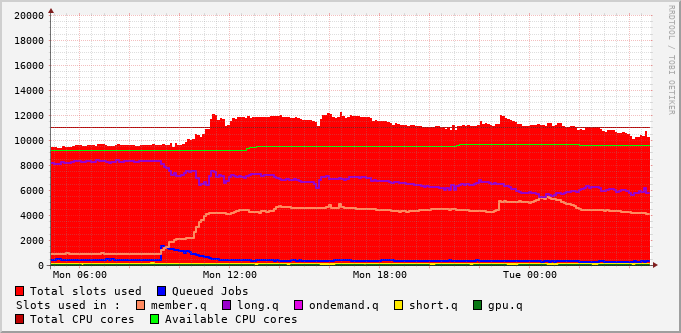 20000
18000
16000
14000
12000
10000
8000
6000
4000
2000
0
Mon 06:00 Mon 12:00 Mon 18:00 Tue 00:00
RRDTOOL / TOBI OETIKER
Total slots used Queued Jobs
Slots used in : member.q long.q ondemand.q short.q gpu.q
Total CPU cores Available CPU cores